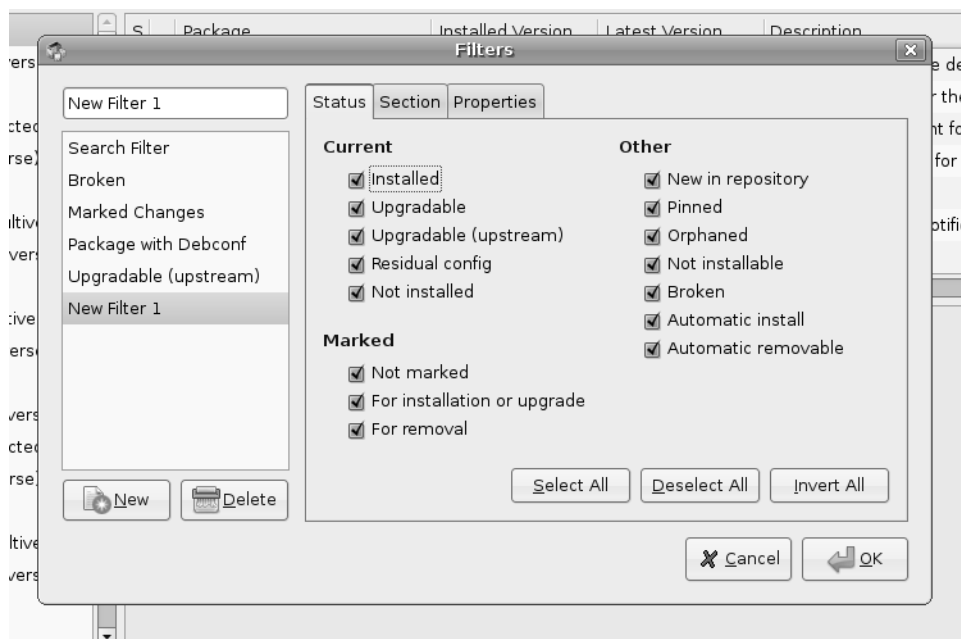 S Package Installed Version Latest Version Description
Filters
New Filter 1
Search Filter
Broken
Marked Changes
Package with Debconf
Upgradable (upstream)
New Filter 1
New
Delete
Status Section Properties
Current
Installed
Upgradable
Upgradable (upstream)
Residual config
Not installed
Marked
Not marked
For installation or upgrade
For removal
Other
New in repository
Pinned
Orphaned
Not installable
Broken
Automatic install
Automatic removable
Select All Deselect All Invert All
Cancel OK